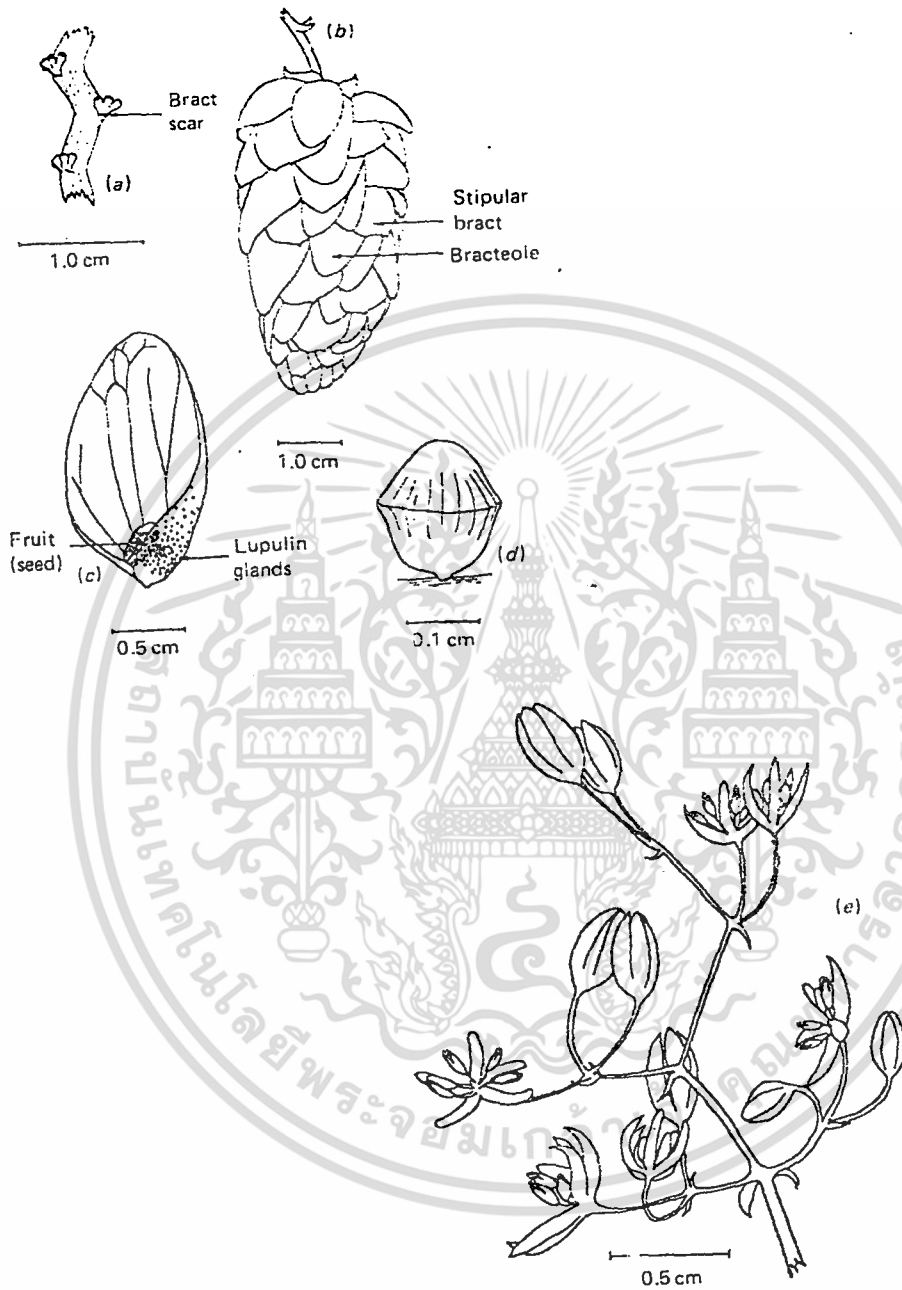 (b)
Bract
scar
(a)
1.0 cm
Stipular
bract
Bracteole
1.0 cm
Fruit
(seed)
(c)
Lupulin
glands
0.5 cm
(d)
0.1 cm
(e)
0.5 cm